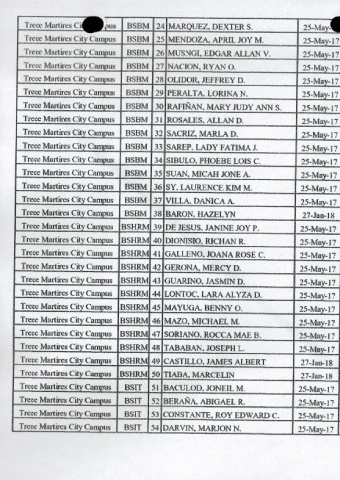 Trece Martires City Campus BSBM 24 MARQUEZ, DEXTER S. 25-May-
Trece Martires City Campus BSBM 25 MENDOZA, APRIL JOY M. 25-May-17
Trece Martires City Campus BSBM 26 MUSNGI, EDGAR ALLAN V. 25-May-17
Trece Martires City Campus BSBM 27 NACION, RYAN O. 25-May-17
Trece Martires City Campus BSBM 28 OLIDOR, JEFFREY D. 25-May-17
Trece Martires City Campus BSBM 29 PERALTA, LORINA N. 25-May-17
Trece Martires City Campus BSBM 30 RAFIÑAN, MARY JUDY ANN S. 25-May-17
Trece Martires City Campus BSBM 31 ROSALES, ALLAN D. 25-May-17
Trece Martires City Campus BSBM 32 SACRIZ, MARLA D. 25-May-17
Trece Martires City Campus BSBM 33 SAREP, LADY FATIMA J. 25-May-17
Trece Martires City Campus BSBM 34 SIBULO, PHOEBE LOIS C. 25-May-17
Trece Martires City Campus BSBM 35 SUAN, MICAH JONE A. 25-May-17
Trece Martires City Campus BSBM 36 SY, LAURENCE KIM M. 25-May-17
Trece Martires City Campus BSBM 37 VILLA, DANICA A. 25-May-17
Trece Martires City Campus BSBM 38 BARON, HAZELYN 27-Jan-18
Trece Martires City Campus BSHRM 39 DE JESUS, JANINE JOY P. 25-May-17
Trece Martires City Campus BSHRM 40 DIONISIO, RICHAN R. 25-May-17
Trece Martires City Campus BSHRM 41 GALLENO, JOANA ROSE C. 25-May-17
Trece Martires City Campus BSHRM 42 GERONA, MERCY D. 25-May-17
Trece Martires City Campus BSHRM 43 GUARINO, JASMIN D. 25-May-17
Trece Martires City Campus BSHRM 44 LONTOC, LARA ALYZA D. 25-May-17
Trece Martires City Campus BSHRM 45 MAYUGA, BENNY O. 25-May-17
Trece Martires City Campus BSHRM 46 MAZO, MICHAEL M. 25-May-17
Trece Martires City Campus BSHRM 47 SORIANO, ROCCA MAE B. 25-May-17
Trece Martires City Campus BSHRM 48 TABABAN, JOSEPH L. 25-May-17
Trece Martires City Campus BSHRM 49 CASTILLO, JAMES ALBERT 27-Jan-18
Trece Martires City Campus BSHRM 50 TIABA, MARCELIN 27-Jan-18
Trece Martires City Campus BSIT 51 BACULOD, JONEIL M. 25-May-17
Trece Martires City Campus BSIT 52 BERAÑA, ABIGAEL R. 25-May-17
Trece Martires City Campus BSIT 53 CONSTANTE, ROY EDWARD C. 25-May-17
Trece Martires City Campus BSIT 54 DARVIN, MARJON N. 25-May-17